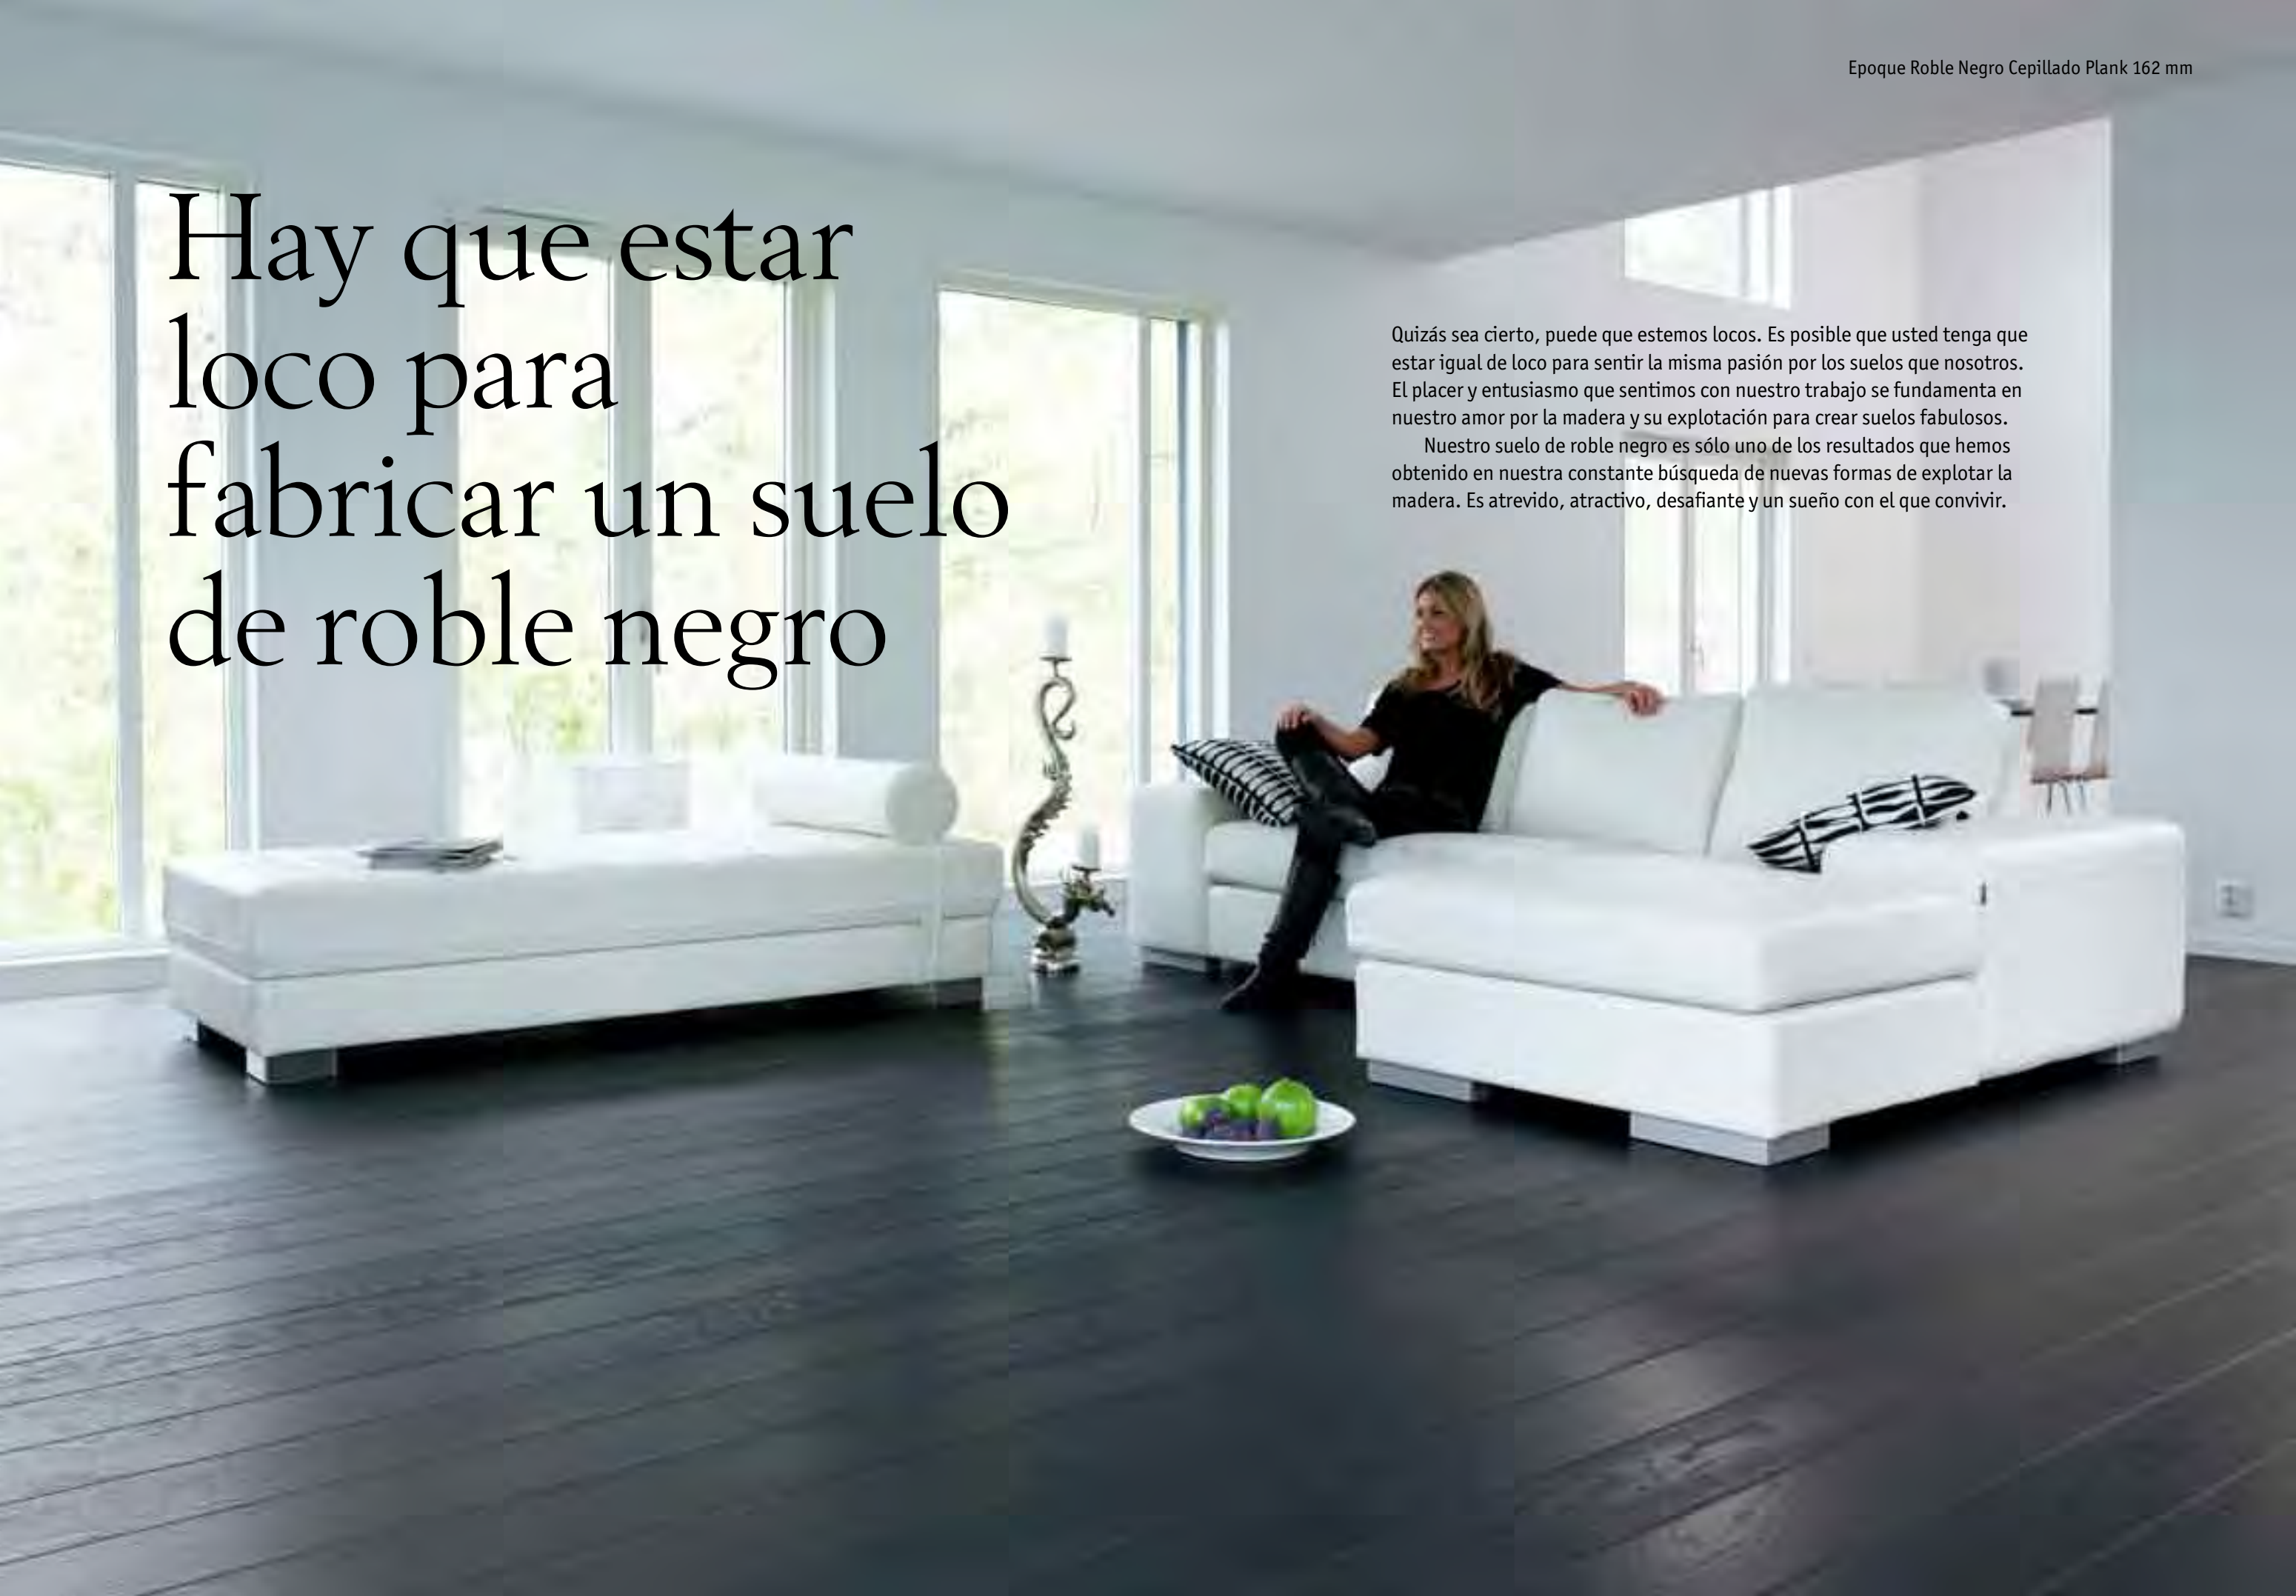 Epoque Roble Negro Cepillado Plank 162 mm
Hay que estar
loco para
fabricar un suelo
de roble negro
Quizás sea cierto, puede que estemos locos. Es posible que usted tenga que
estar igual de loco para sentir la misma pasión por los suelos que nosotros.
El placer y entusiasmo que sentimos con nuestro trabajo se fundamenta en
nuestro amor por la madera y su explotación para crear suelos fabulosos.
Nuestro suelo de roble negro es sólo uno de los resultados que hemos
obtenido en nuestra constante búsqueda de nuevas formas de explotar la
madera. Es atrevido, atractivo, desafiante y un sueño con el que convivir.